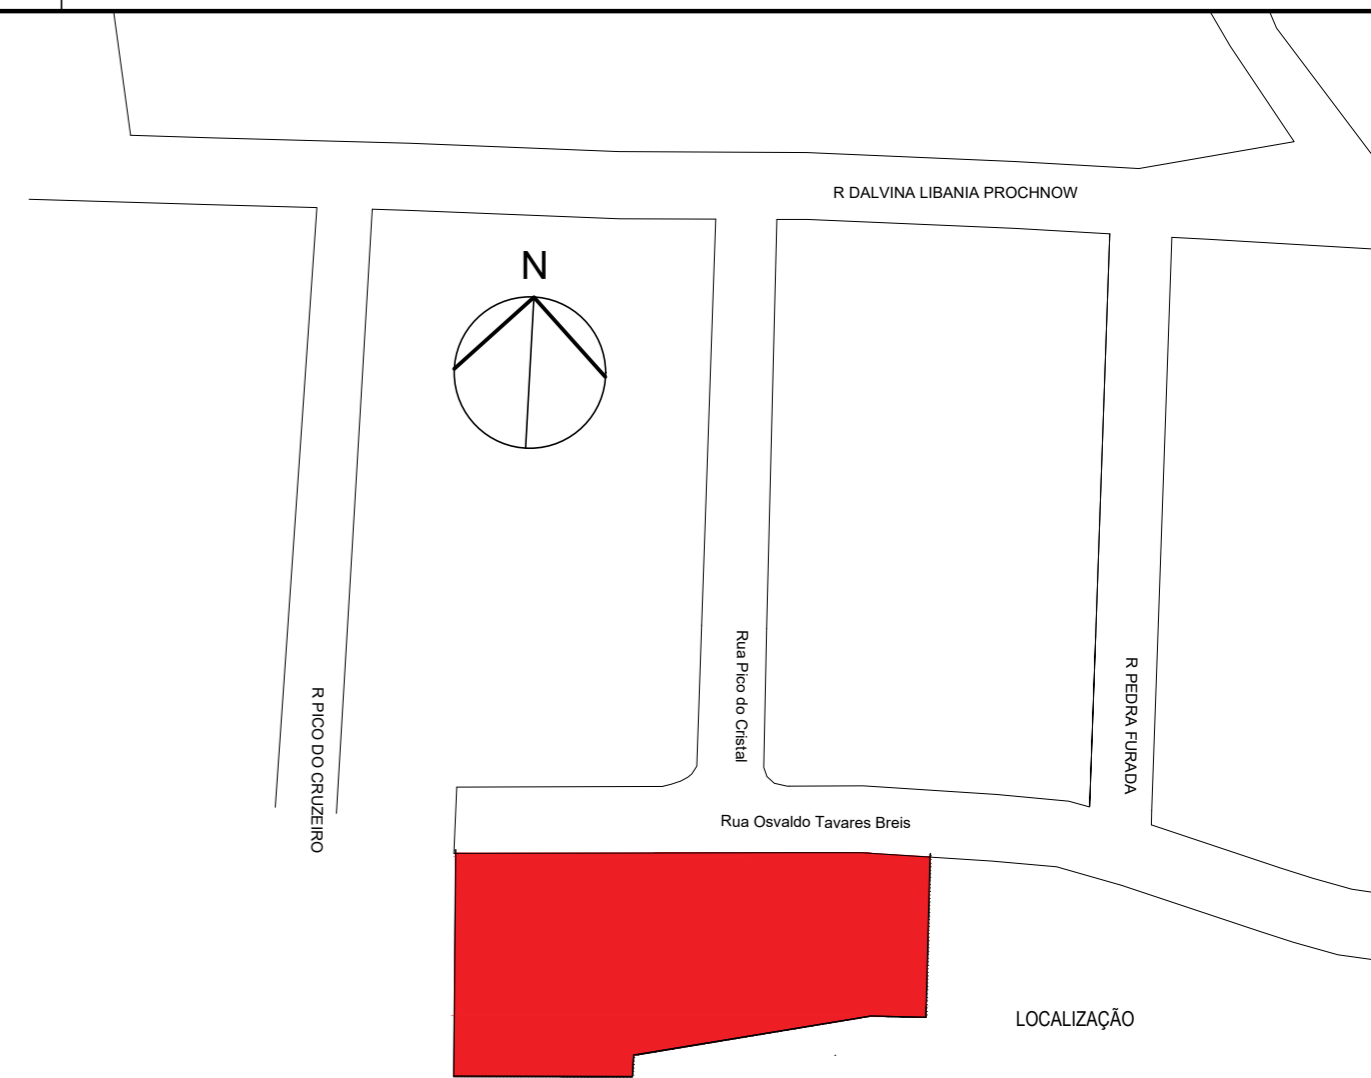 R DALVINA LIBANIA PROCHNOW
N
Rua Pico do Cristal
R PEDRA FURADA
R PICO DO CRUZEIRO
Rua Osvaldo Tavares Breis
LOCALIZAÇÃO